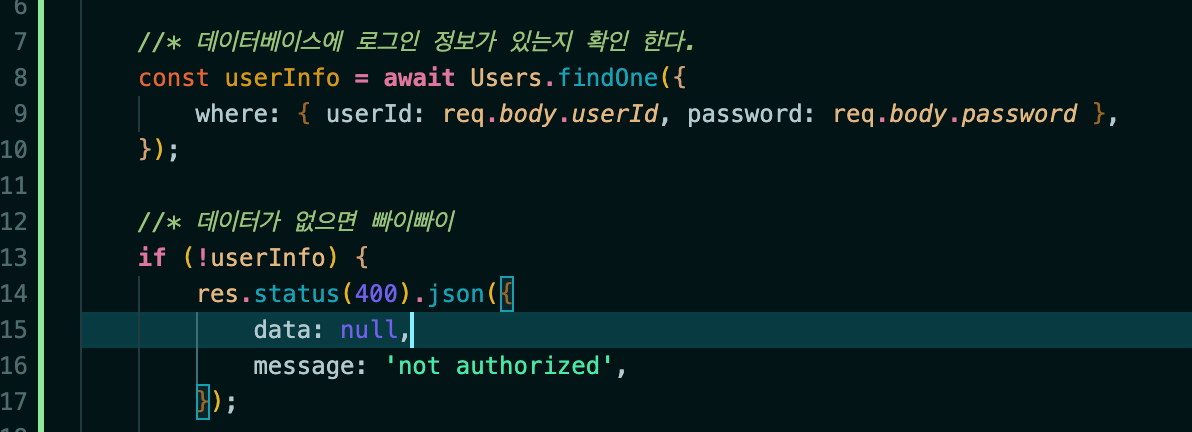 6
7 //* 데이터베이스에 로그인 정보가 있는지 확인 한다.
8 const userInfo = await Users.findOne({
9 where: { userId: req.body.userId, password: req.body.password },
10 });
11
12 //* 데이터가 없으면 빠이빠이
13 if (!userInfo) {
14 res.status(400).json({
15 data: null,
16 message: 'not authorized',
17 });